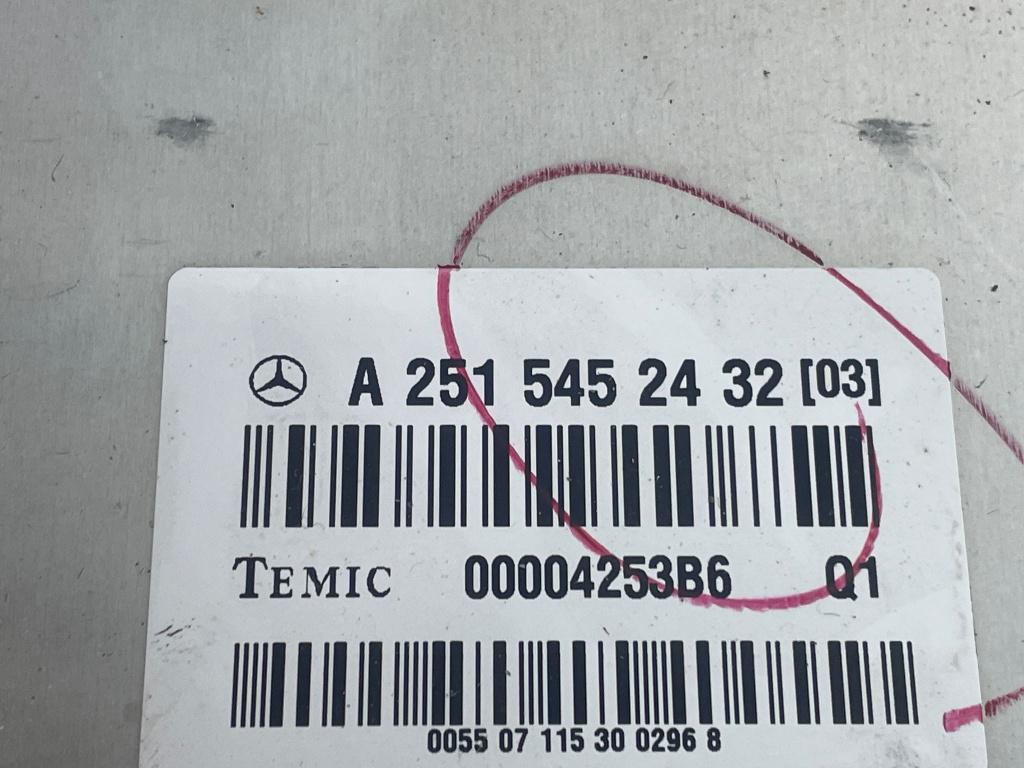 A 251 545 24 32 [03]
TEMIC 00004253B6 Q1
0055 07 115 30 0296 8